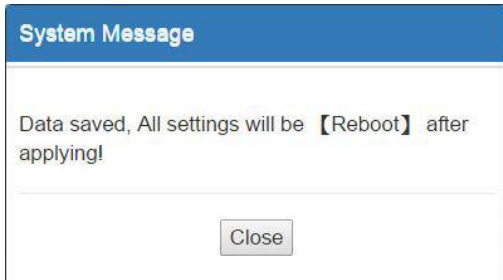 System Message
Data saved, All settings will be 【Reboot】 after
applying!
Close